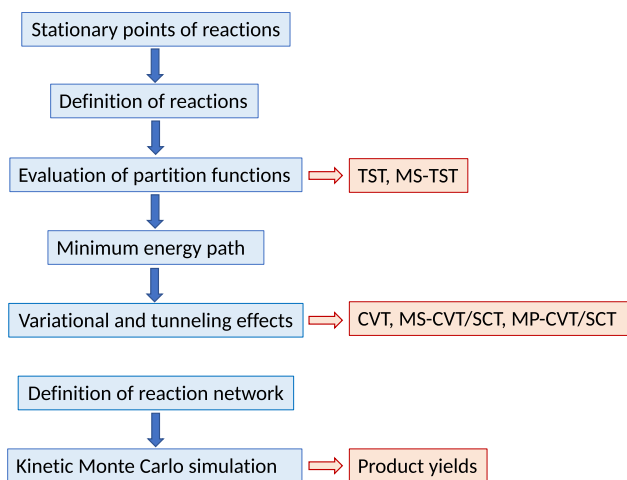 Stationary points of reactions
Definition of reactions
Evaluation of partition functions
TST, MS-TST
Minimum energy path
Variational and tunneling effects
CVT, MS-CVT/SCT, MP-CVT/SCT
Definition of reaction network
Kinetic Monte Carlo simulation
Product yields